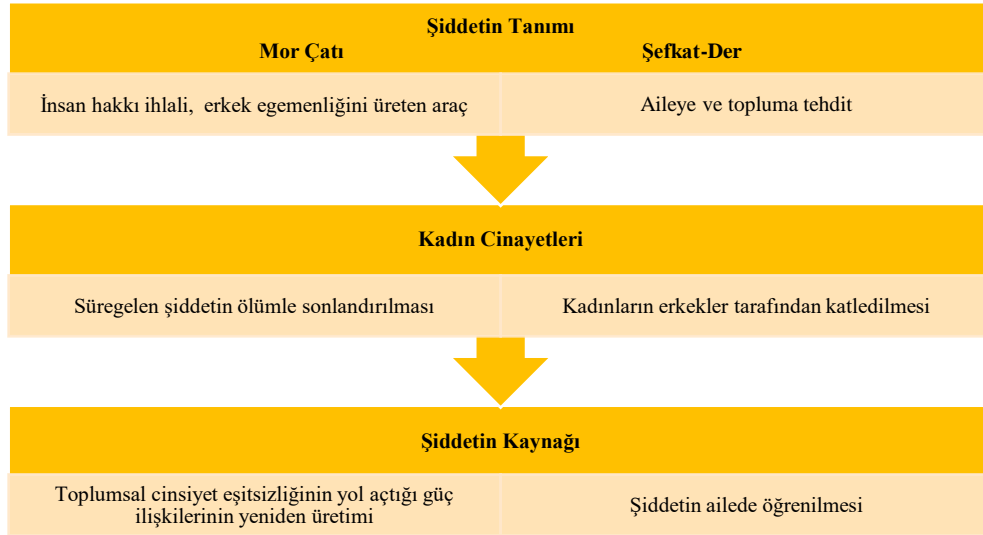 Şiddetin Tanımı
Mor Çatı Şefkat-Der
İnsan hakkı ihlali, erkek egemenliğini üreten araç
Aileye ve topluma tehdit
Kadın Cinayetleri
Süregelen şiddetin ölümle sonlandırılması
Kadınların erkekler tarafından katledilmesi
Şiddetin Kaynağı
Toplumsal cinsiyet eşitsizliğinin yol açtığı güç
ilişkilerinin yeniden üretimi
Şiddetin ailede öğrenilmesi